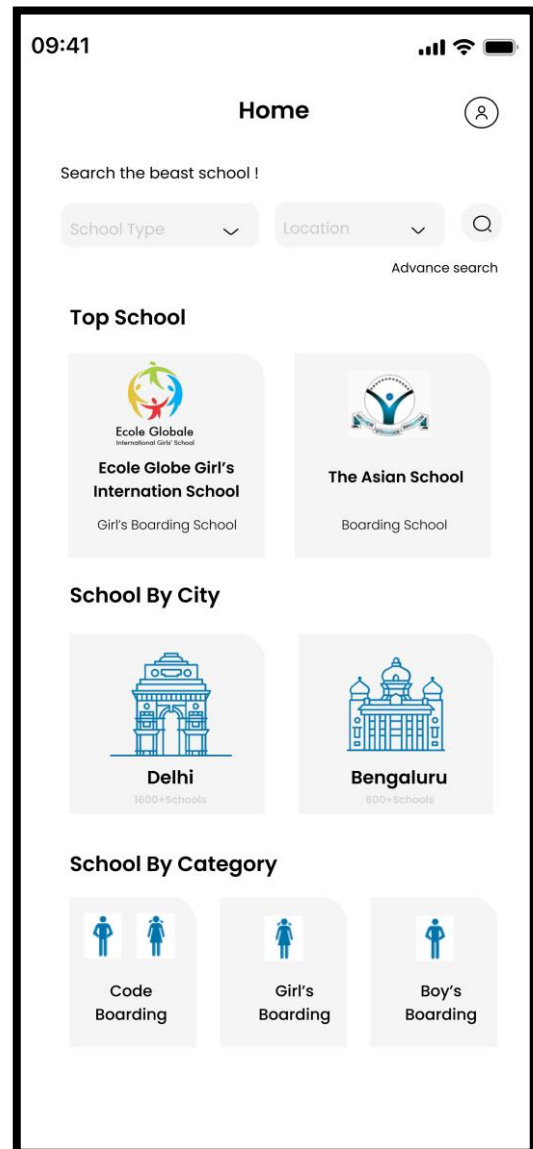 09:41
Home
Search the beast school !
School Type
Location
Advance search
Top School
Ecole Globale
International Girls' School
Ecole Globe Girl's
Internation School
Girl's Boarding School
The Asian School
Boarding School
School By City
Delhi
1600+Schools
Bengaluru
600+Schools
School By Category
Code
Boarding
Girl's
Boarding
Boy's
Boarding